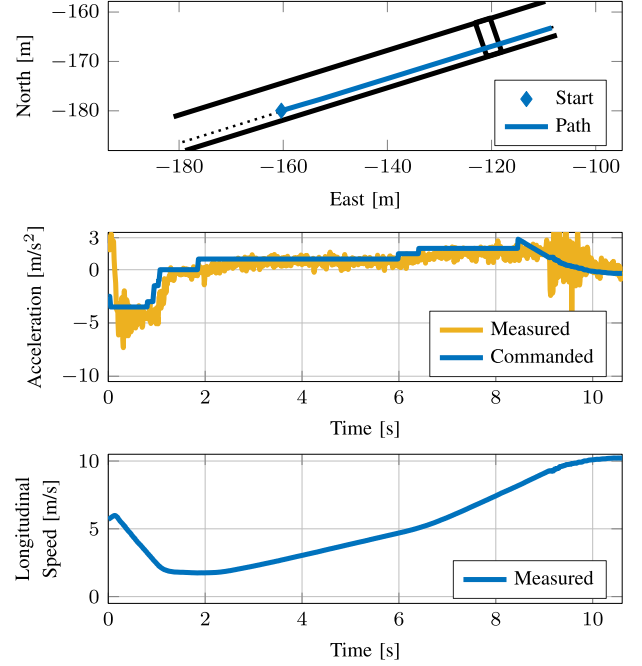 −160
−170
−180
North [m]
Start
Path
−180
−160
−140
−120
−100
East [m]
3
0
−5
−10
Acceleration [m/s²]
Measured
Commanded
0
2
4
6
8
10
Time [s]
10
5
0
Longitudinal
Speed [m/s]
Measured
0
2
4
6
8
10
Time [s]